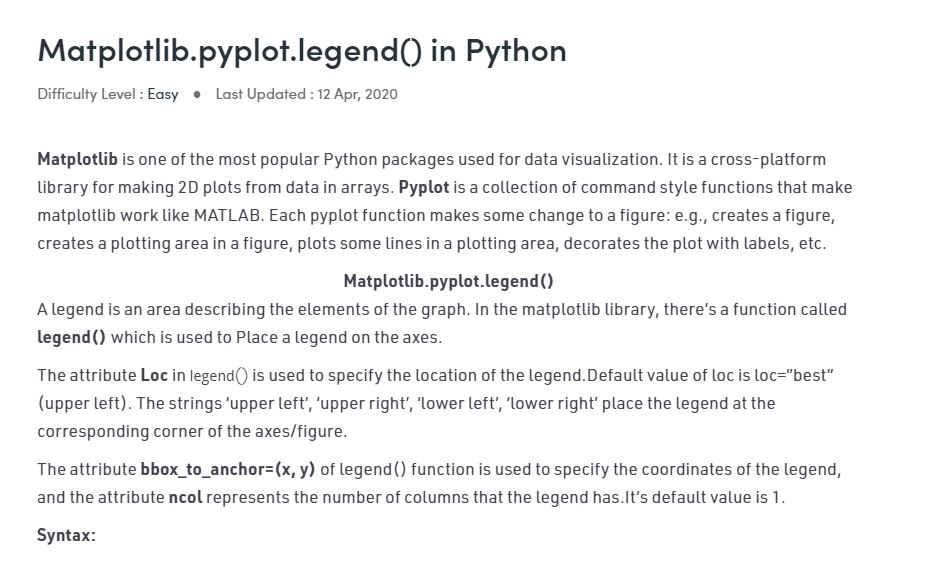 Matplotlib.pyplot.legend() in Python
Difficulty Level : Easy ● Last Updated : 12 Apr, 2020
Matplotlib is one of the most popular Python packages used for data visualization. It is a cross-platform
library for making 2D plots from data in arrays. Pyplot is a collection of command style functions that make
matplotlib work like MATLAB. Each pyplot function makes some change to a figure: e.g., creates a figure,
creates a plotting area in a figure, plots some lines in a plotting area, decorates the plot with labels, etc.
Matplotlib.pyplot.legend()
A legend is an area describing the elements of the graph. In the matplotlib library, there’s a function called
legend() which is used to Place a legend on the axes.
The attribute Loc in legend() is used to specify the location of the legend.Default value of loc is loc=”best”
(upper left). The strings ‘upper left’, ‘upper right’, ‘lower left’, ‘lower right’ place the legend at the
corresponding corner of the axes/figure.
The attribute bbox_to_anchor=(x, y) of legend() function is used to specify the coordinates of the legend,
and the attribute ncol represents the number of columns that the legend has.It’s default value is 1.
Syntax: